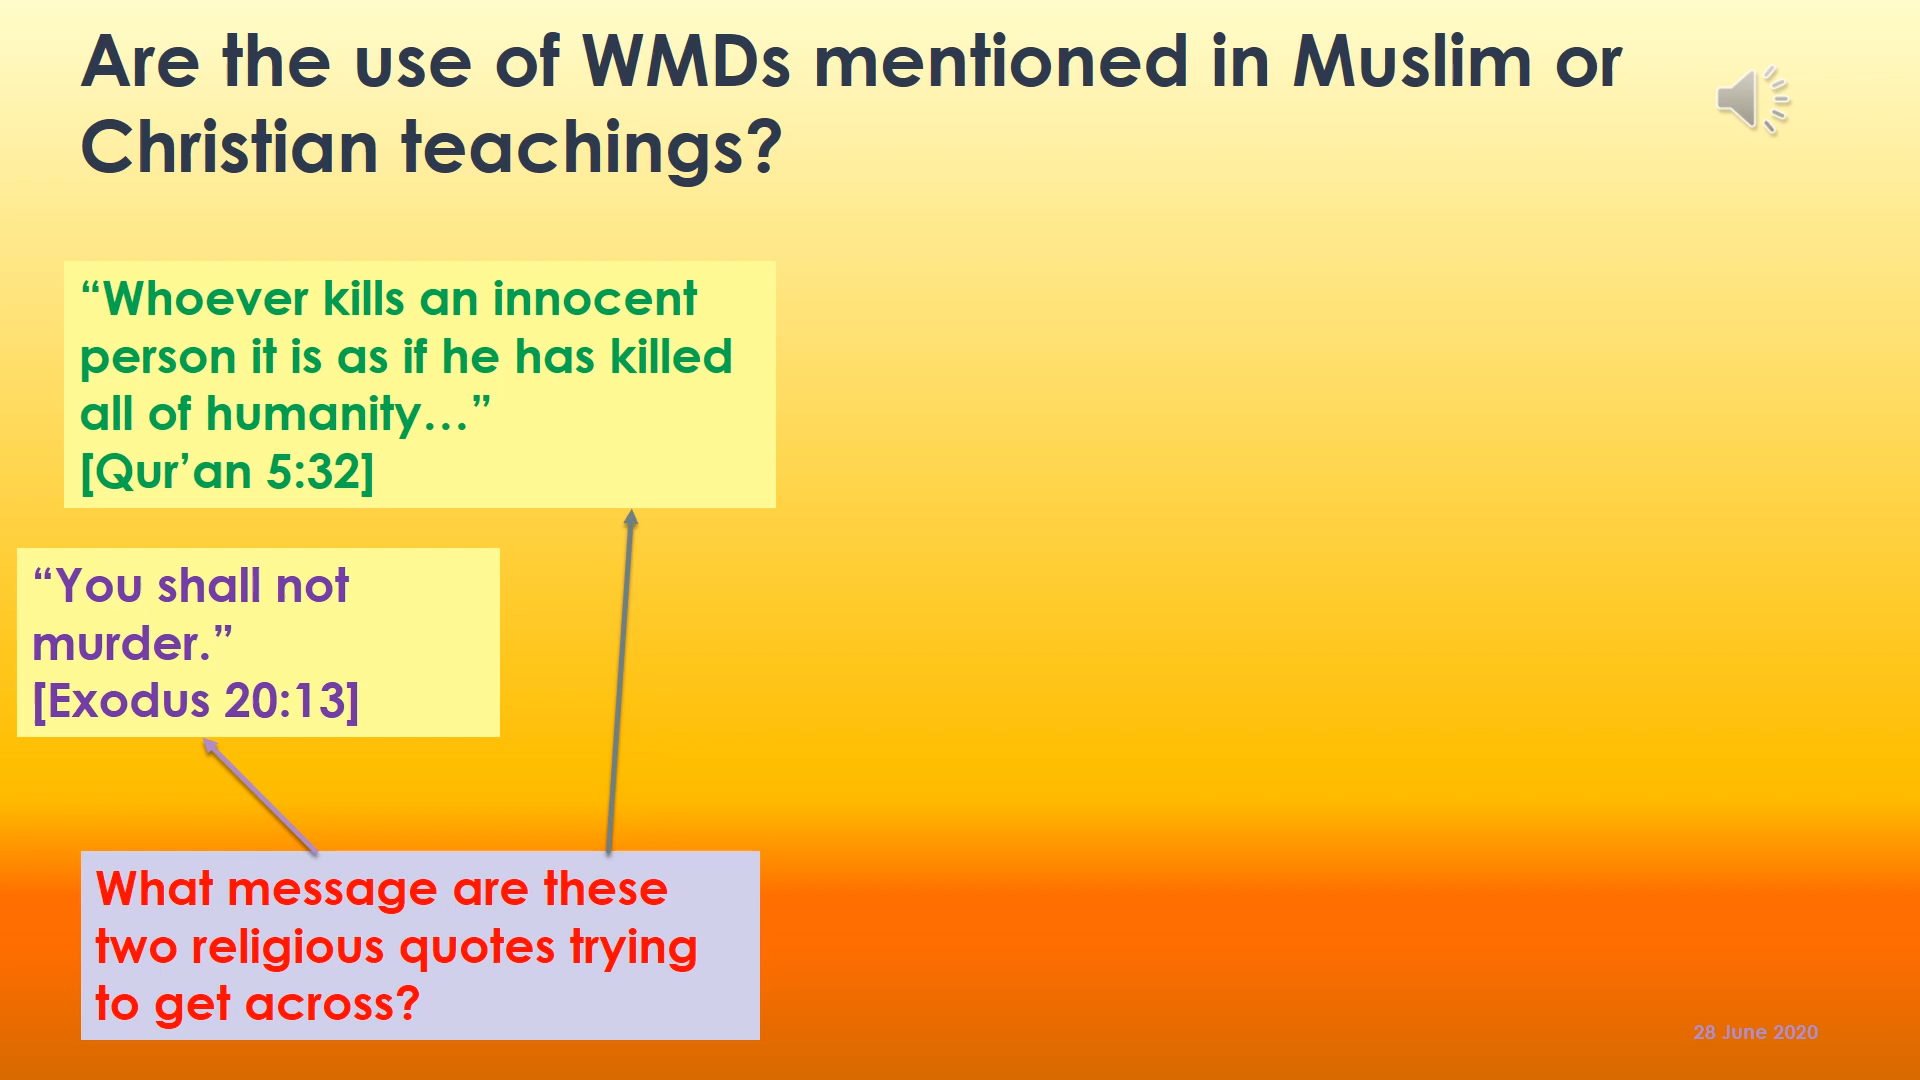 Are the use of WMDs mentioned in Muslim or
Christian teachings?
“Whoever kills an innocent
person it is as if he has killed
all of humanity…”
[Qur’an 5:32]
“You shall not
murder.”
[Exodus 20:13]
What message are these
two religious quotes trying
to get across?
28 June 2020